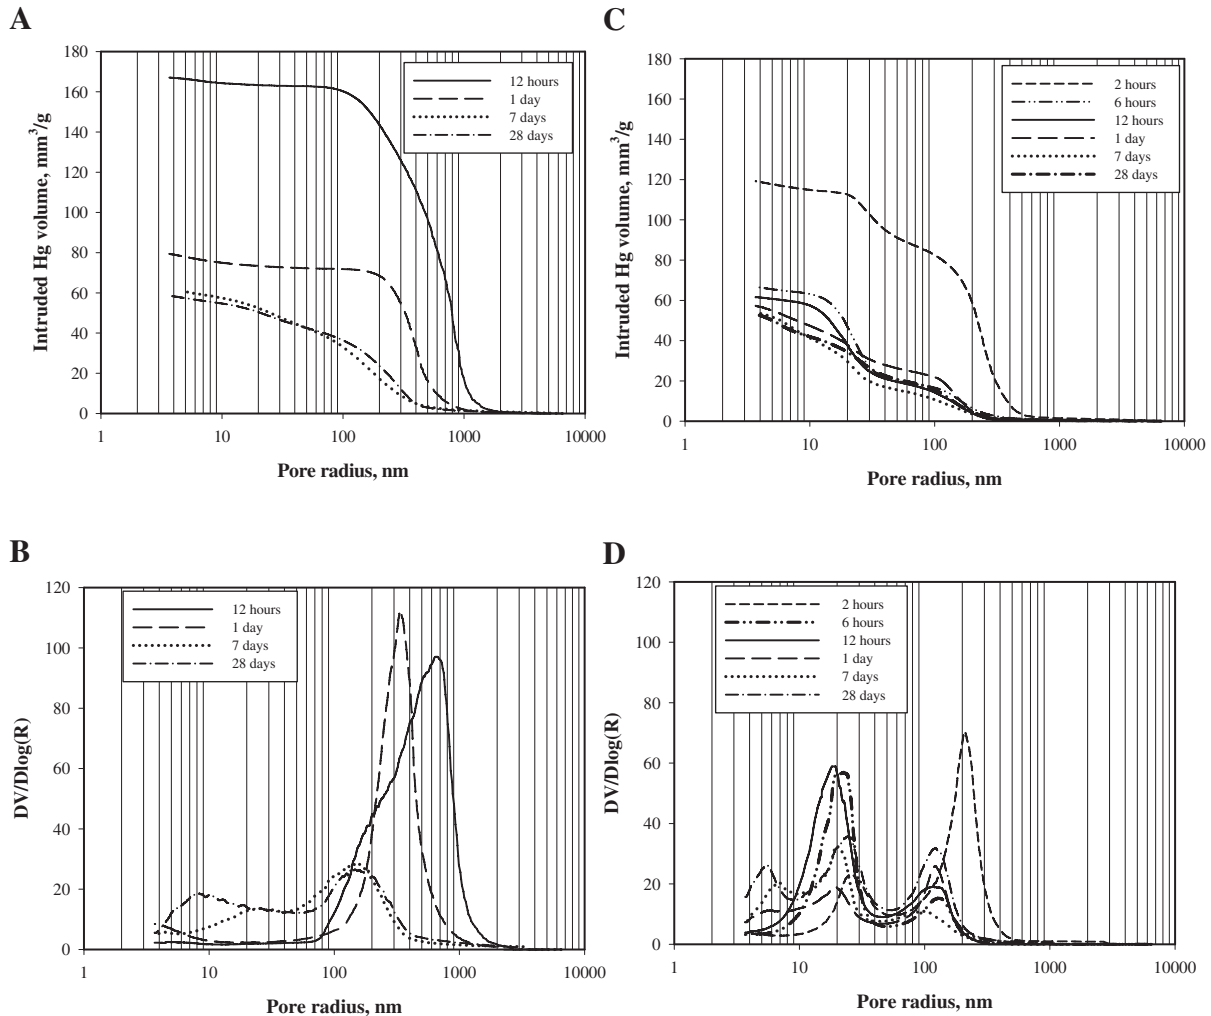 A
180
160
140
120
100
80
60
40
20
0
Intruded Hg volume, mm³/g
12 hours
1 day
7 days
28 days
1
10
100
1000
10000
Pore radius, nm
C
180
160
140
120
100
80
60
40
20
0
Intruded Hg volume, mm³/g
2 hours
6 hours
12 hours
1 day
7 days
28 days
1
10
100
1000
10000
Pore radius, nm
B
120
100
80
60
40
20
0
DV/Dlog(R)
12 hours
1 day
7 days
28 days
1
10
100
1000
10000
Pore radius, nm
D
120
100
80
60
40
20
0
DV/Dlog(R)
2 hours
6 hours
12 hours
1 day
7 days
28 days
1
10
100
1000
10000
Pore radius, nm